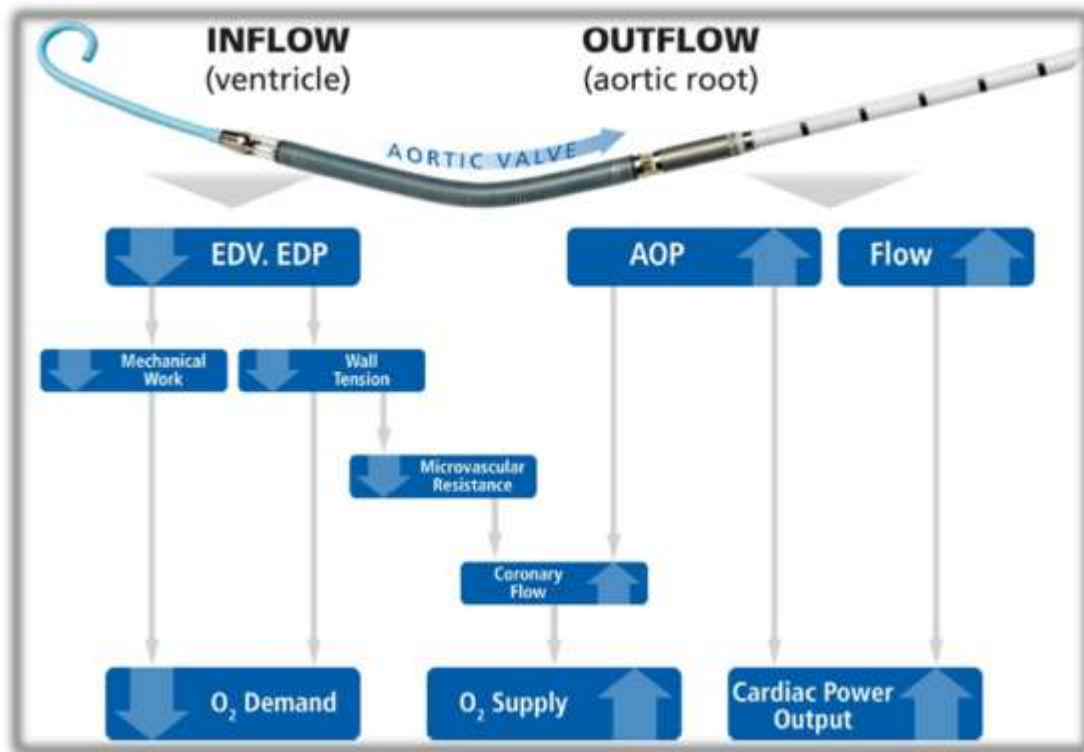 INFLOW
(ventricle)
OUTFLOW
(aortic root)
AORTIC VALVE
EDV. EDP
AOP
Flow
Mechanical
Work
Wall
Tension
Microvascular
Resistance
Coronary
Flow
O₂ Demand
O₂ Supply
Cardiac Power
Output